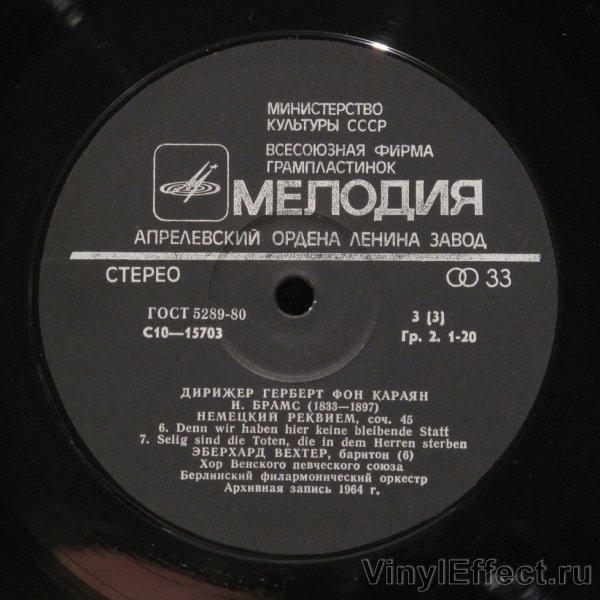 МИНИСТЕРСТВО
КУЛЬТУРЫ СССР
ВСЕСОЮЗНАЯ ФИРМА
ГРАМПЛАСТИНОК
МЕЛОДИЯ
АПРЕЛЕВСКИЙ ОРДЕНА ЛЕНИНА ЗАВОД
СТЕРЕО 33
ГОСТ 5289-80 3 (3)
С10—15703 Гр. 2. 1-20
ДИРИЖЕР ГЕРБЕРТ ФОН КАРАЯН
И. БРАМС (1833—1897)
НЕМЕЦКИЙ РЕКВИЕМ, соч. 45
6. Denn wir haben hier keine bleibende Statt
7. Selig sind die Toten, die in dem Herren sterben
ЭБЕРХАРД ВЕХТЕР, баритон (6)
Хор Венского певческого союза
Берлинский филармонический оркестр
Архивная запись 1964 г.
VinylEffect.ru